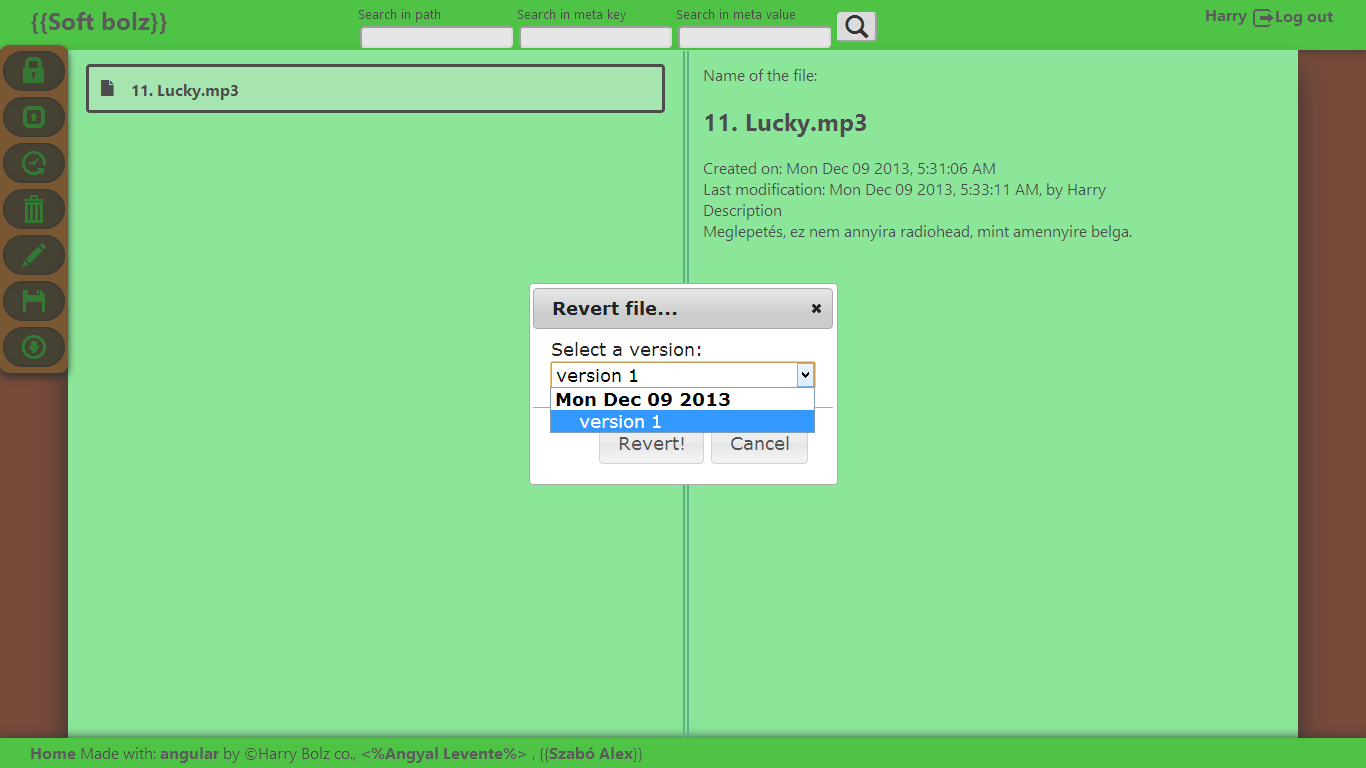 {{Soft bolz}}
Search in path
Search in meta key
Search in meta value
Harry Log out
11. Lucky.mp3
Name of the file:
11. Lucky.mp3
Created on: Mon Dec 09 2013, 5:31:06 AM
Last modification: Mon Dec 09 2013, 5:33:11 AM, by Harry
Description
Meglepetés, ez nem annyira radiohead, mint amennyire belga.
Revert file...
Select a version:
version 1
Mon Dec 09 2013
version 1
Revert! Cancel
Home Made with: angular by ©Harry Bolz co., <%Angyal Levente%> , {{Szabó Alex}}